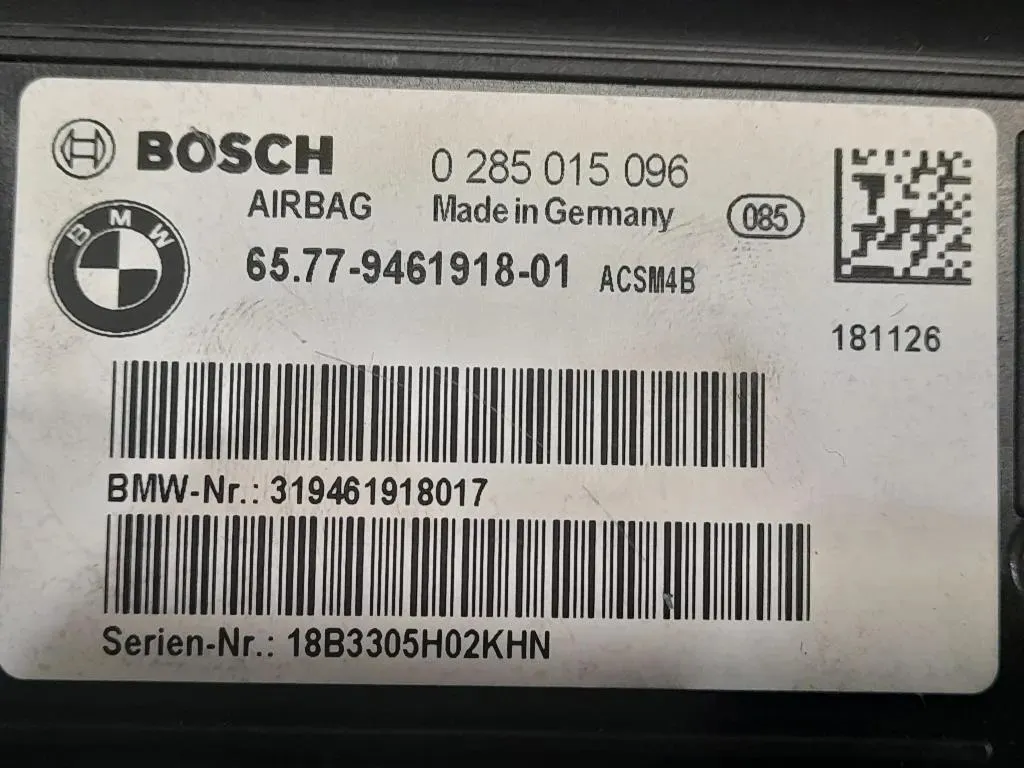 BOSCH 0 285 015 096
AIRBAG Made in Germany 085
BMW
65.77-9461918-01 ACSM4B
181126
BMW-Nr.: 319461918017
Serien-Nr.: 18B3305H02KHN